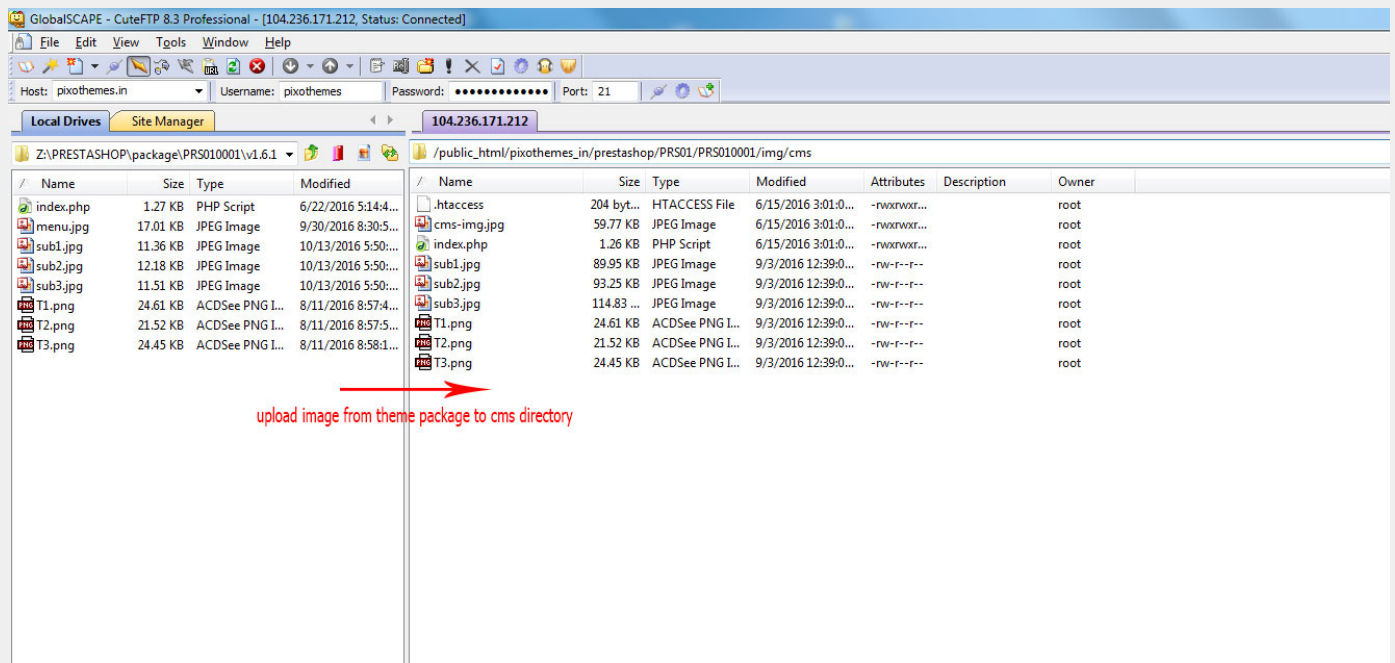 GlobalSCAPE - CuteFTP 8.3 Professional - [104.236.171.212, Status: Connected]
File Edit View Tools Window Help
URL
Host: pixothemes.in Username: pixothemes Password: ••••••••••••• Port: 21
Local Drives Site Manager 104.236.171.212
Z:\PRESTASHOP\package\PRS010001\v1.6.1 /public_html/pixothemes_in/prestashop/PRS01/PRS010001/img/cms
Name Size Type Modified Name Size Type Modified Attributes Description Owner
index.php 1.27 KB PHP Script 6/22/2016 5:14:4... .htaccess 204 byt... HTACCESS File 6/15/2016 3:01:0... -rwxrwxr... root
menu.jpg 17.01 KB JPEG Image 9/30/2016 8:30:5... cms-img.jpg 59.77 KB JPEG Image 6/15/2016 3:01:0... -rwxrwxr... root
sub1.jpg 11.36 KB JPEG Image 10/13/2016 5:50:... index.php 1.26 KB PHP Script 6/15/2016 3:01:0... -rwxrwxr... root
sub2.jpg 12.18 KB JPEG Image 10/13/2016 5:50:... sub1.jpg 89.95 KB JPEG Image 9/3/2016 12:39:0... -rw-r--r-- root
sub3.jpg 11.51 KB JPEG Image 10/13/2016 5:50:... sub2.jpg 93.25 KB JPEG Image 9/3/2016 12:39:0... -rw-r--r-- root
PNG T1.png 24.61 KB ACDSee PNG I... 8/11/2016 8:57:4... sub3.jpg 114.83 ... JPEG Image 9/3/2016 12:39:0... -rw-r--r-- root
PNG T2.png 21.52 KB ACDSee PNG I... 8/11/2016 8:57:5... PNG T1.png 24.61 KB ACDSee PNG I... 9/3/2016 12:39:0... -rw-r--r-- root
PNG T3.png 24.45 KB ACDSee PNG I... 8/11/2016 8:58:1... PNG T2.png 21.52 KB ACDSee PNG I... 9/3/2016 12:39:0... -rw-r--r-- root
PNG T3.png 24.45 KB ACDSee PNG I... 9/3/2016 12:39:0... -rw-r--r-- root
upload image from theme package to cms directory